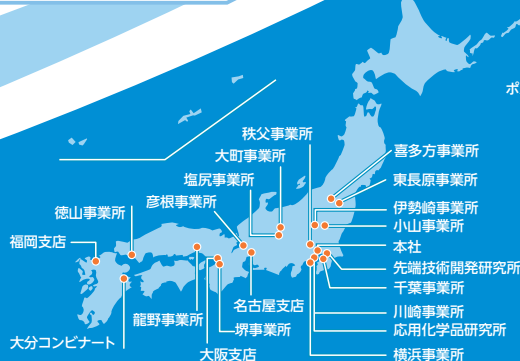 ポ
秩父事業所
大町事業所
塩尻事業所
彦根事業所
徳山事業所
福岡支店
喜多方事業所
東長原事業所
伊勢崎事業所
小山事業所
本社
先端技術開発研究所
千葉事業所
川崎事業所
応用化学品研究所
横浜事業所
名古屋支店
龍野事業所
堺事業所
大阪支店
大分コンビナート